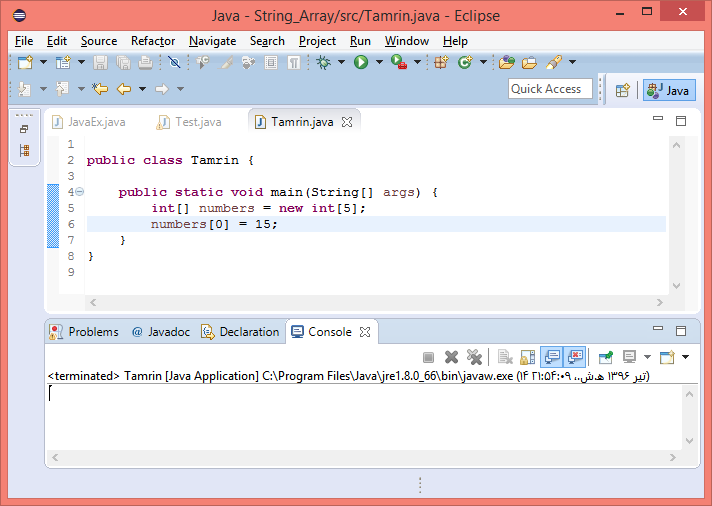 Java - String_Array/src/Tamrin.java - Eclipse
File Edit Source Refactor Navigate Search Project Run Window Help
Quick Access
Java
JavaEx.java Test.java Tamrin.java
1
2 public class Tamrin {
3
4 public static void main(String[] args) {
5 int[] numbers = new int[5];
6 numbers[0] = 15;
7 }
8 }
9
Problems @ Javadoc Declaration Console
<terminated> Tamrin [Java Application] C:\Program Files\Java\jre1.8.0_66\bin\javaw.exe (۱۴ تیر ۱۳۹۶ ه‍.ش.،‏ ۲۱:۵۴:۰۹)